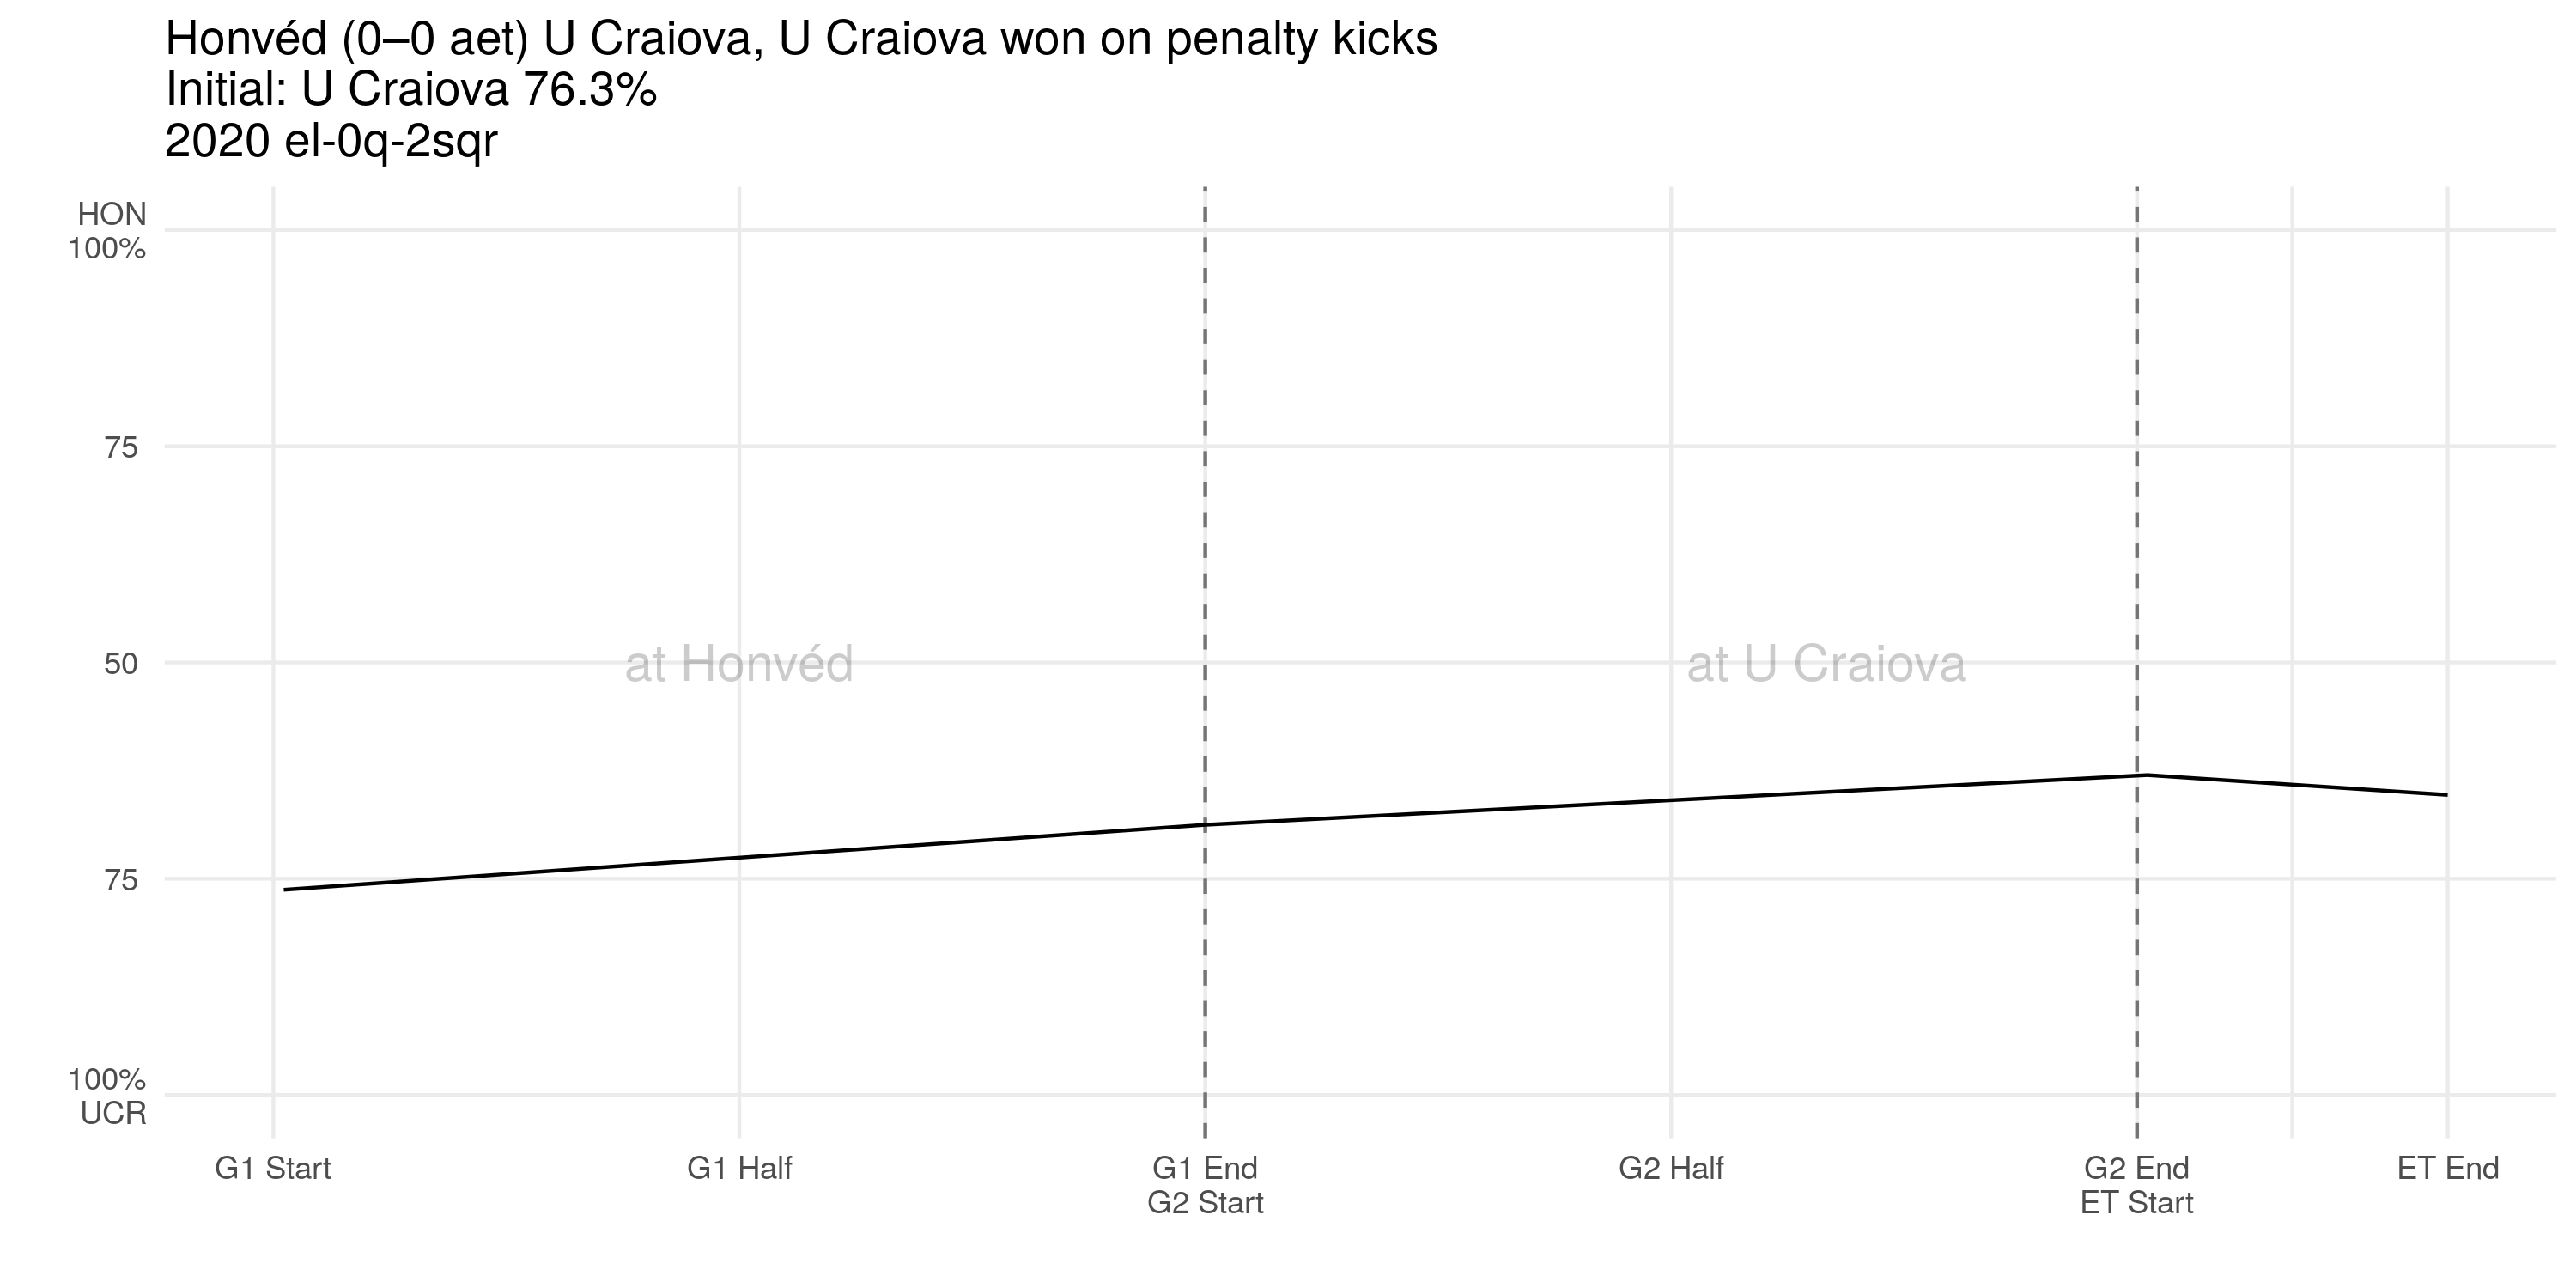 Honvéd (0–0 aet) U Craiova, U Craiova won on penalty kicks
Initial: U Craiova 76.3%
2020 el-0q-2sqr
HON
100%
75
50
75
100%
UCR
at Honvéd
at U Craiova
G1 Start
G1 Half
G1 End
G2 Start
G2 Half
G2 End
ET Start
ET End